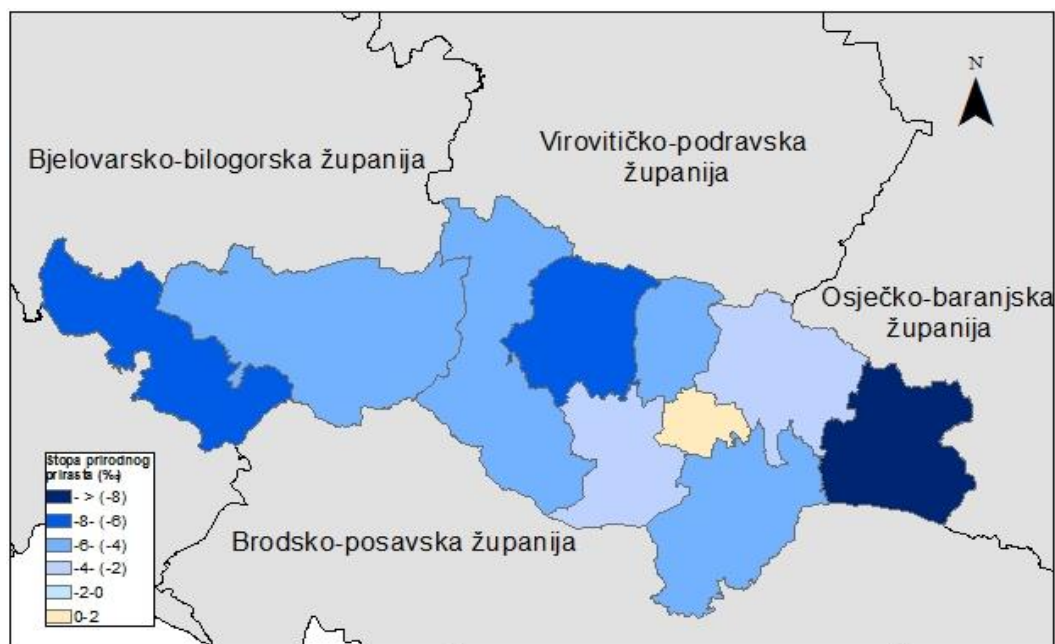 N
Virovitičko-podravska
županija
Bjelovarsko-bilogorska županija
Osječko-baranjska
županija
Stopa prirodnog
prirasta (‰)
- > (-8)
-8- (-6)
-6- (-4)
-4- (-2)
-2-0
0-2
Brodsko-posavska županija